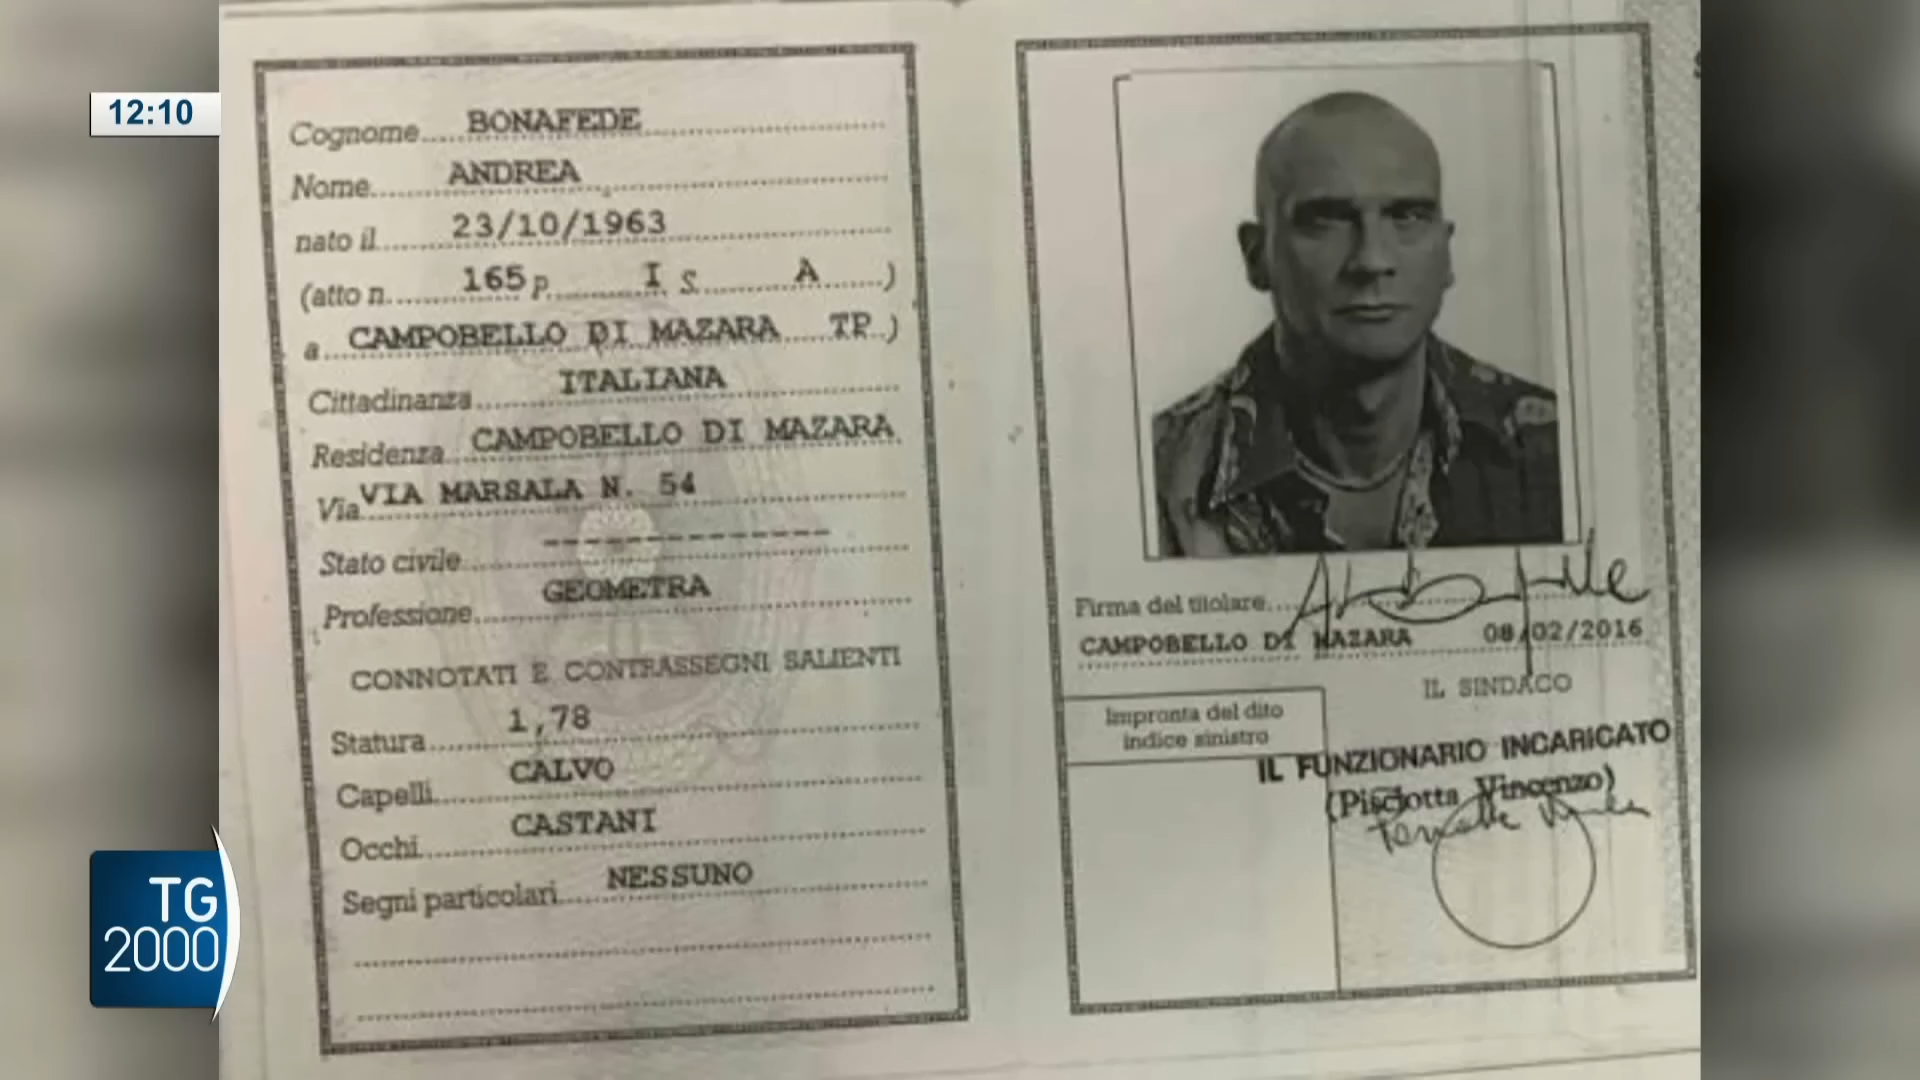 12:10
Cognome BONAFEDE
Nome ANDREA
nato il 23/10/1963
(atto n. 165 p. I S. A )
a CAMPOBELLO DI MAZARA TP )
Cittadinanza ITALIANA
Residenza CAMPOBELLO DI MAZARA
Via VIA MARSALA N. 54
Stato civile -------------
Professione GEOMETRA
CONNOTATI E CONTRASSEGNI SALIENTI
Statura 1,78
Capelli CALVO
Occhi CASTANI
Segni particolari NESSUNO
Firma del titolare
CAMPOBELLO DI MAZARA 08/02/2016
IL SINDACO
Impronta del dito
indice sinistro
IL FUNZIONARIO INCARICATO
(Pisciotta Vincenzo)
TG
2000